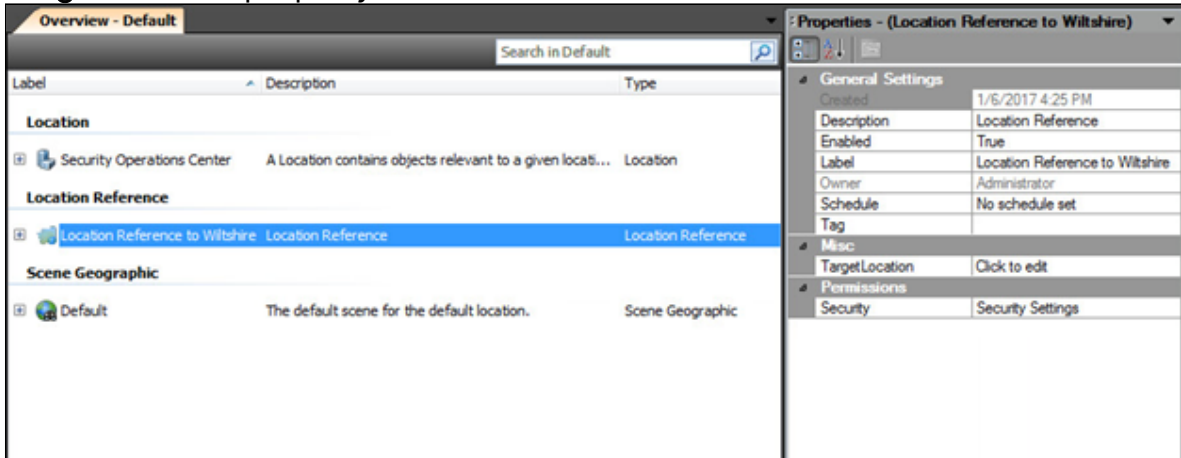 Overview - Default
Search in Default
Label Description Type
Location
Security Operations Center A Location contains objects relevant to a given locati... Location
Location Reference
Location Reference to Wiltshire Location Reference Location Reference
Scene Geographic
Default The default scene for the default location. Scene Geographic
Properties - (Location Reference to Wiltshire)
General Settings
Created 1/6/2017 4:25 PM
Description Location Reference
Enabled True
Label Location Reference to Wiltshire
Owner Administrator
Schedule No schedule set
Tag
Misc
TargetLocation Click to edit
Permissions
Security Security Settings